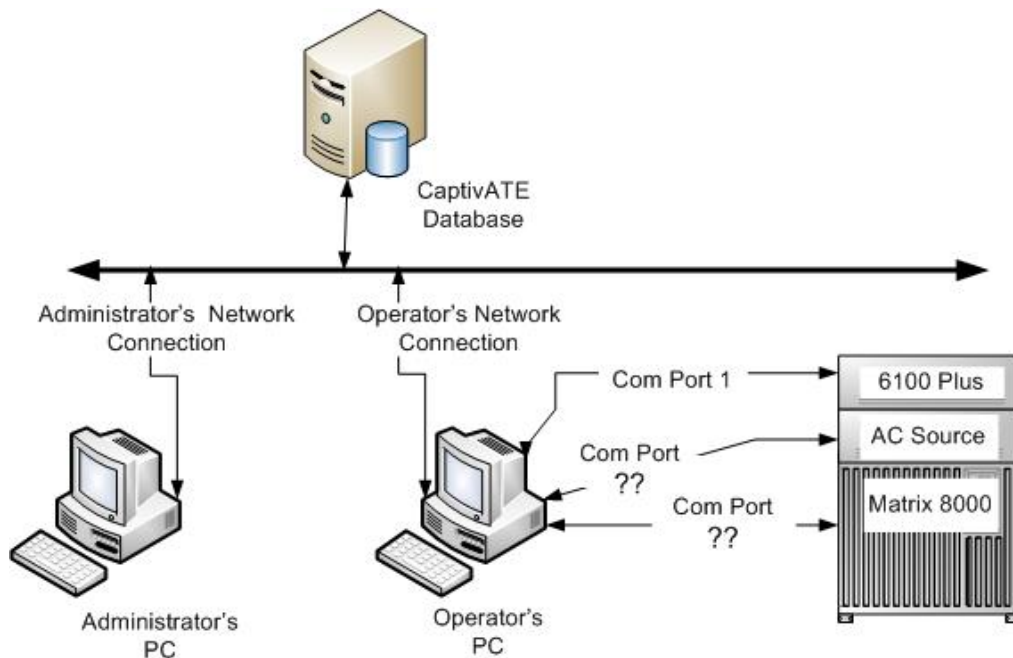 CaptivATE
Database
Administrator's Network
Connection
Operator's Network
Connection
Com Port 1
6100 Plus
Com Port
??
AC Source
Com Port
??
Matrix 8000
Administrator's
PC
Operator's
PC